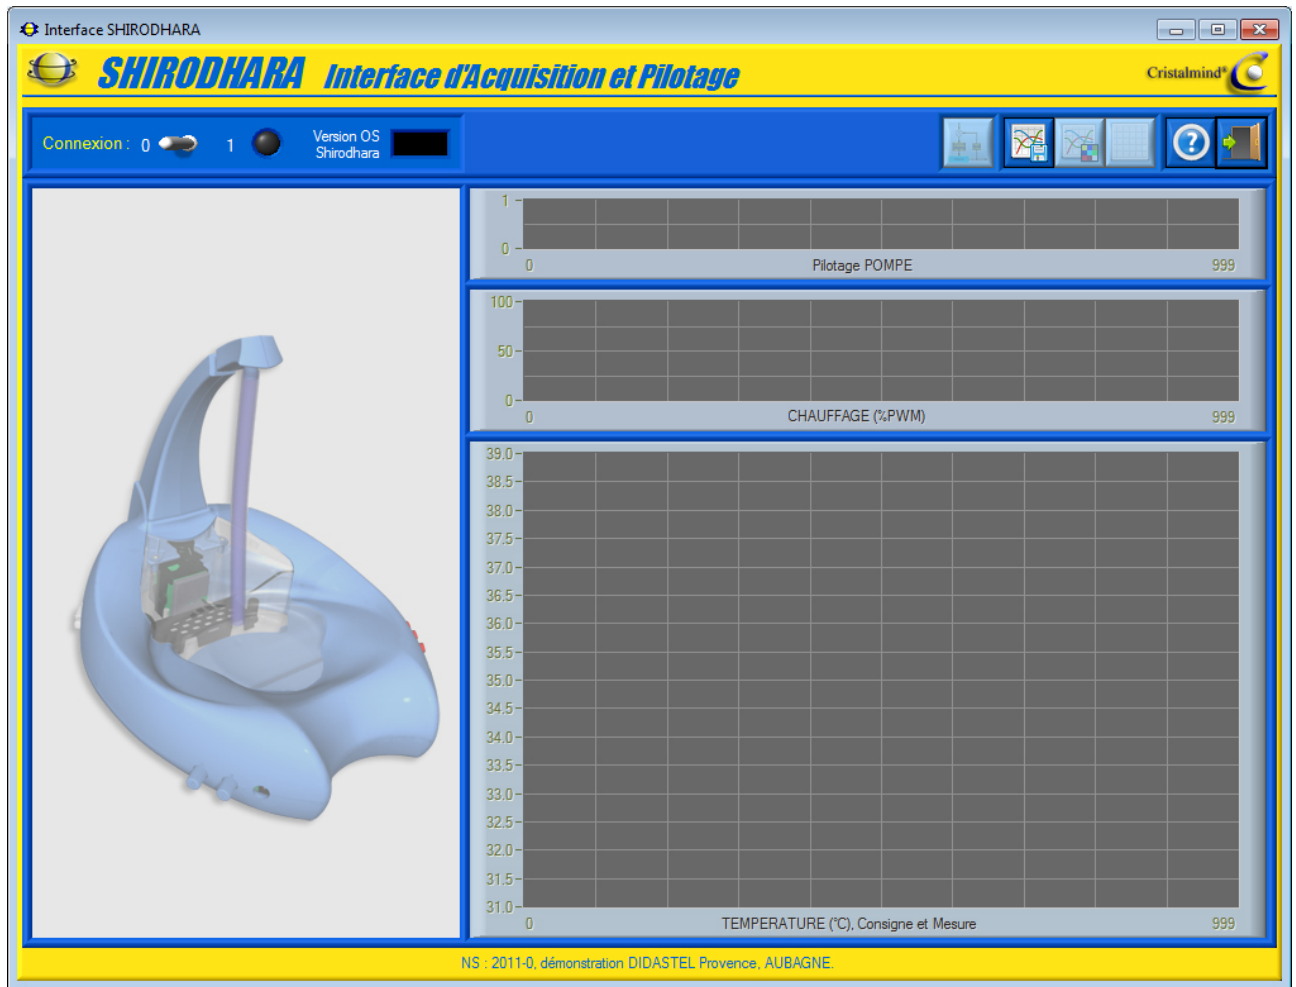 Interface SHIRODHARA
SHIRODHARA Interface d'Acquisition et Pilotage
Cristalmind®
Connexion : 0 1
Version OS
Shirodhara
?
1
0
0 Pilotage POMPE 999
100
50
0
0 CHAUFFAGE (%PWM) 999
39.0
38.5
38.0
37.5
37.0
36.5
36.0
35.5
35.0
34.5
34.0
33.5
33.0
32.5
32.0
31.5
31.0
0 TEMPERATURE (°C), Consigne et Mesure 999
NS : 2011-0, démonstration DIDASTEL Provence, AUBAGNE.